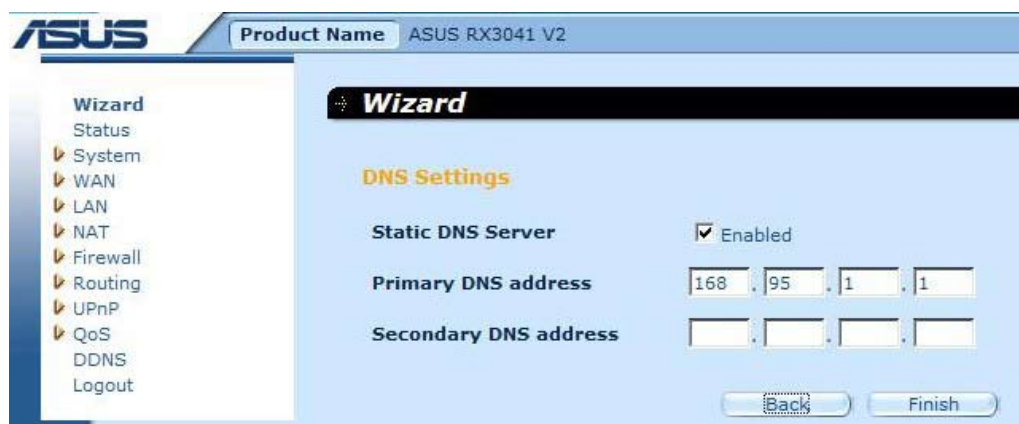 ASUS
Product Name ASUS RX3041 V2
Wizard
Status
System
WAN
LAN
NAT
Firewall
Routing
UPnP
QoS
DDNS
Logout
Wizard
DNS Settings
Static DNS Server Enabled
Primary DNS address 168 . 95 . 1 . 1
Secondary DNS address . . .
Back Finish